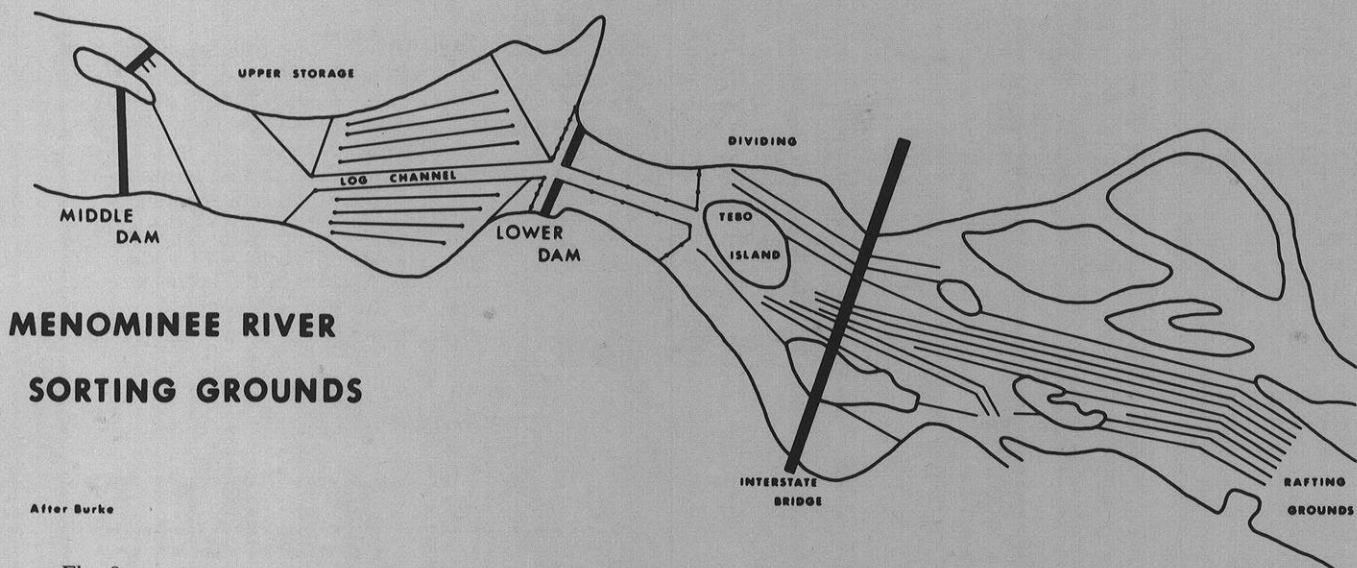 UPPER STORAGE
DIVIDING
LOG CHANNEL
MIDDLE
DAM
LOWER
DAM
TEBO
ISLAND
MENOMINEE RIVER
SORTING GROUNDS
INTERSTATE
BRIDGE
RAFTING
GROUNDS
After Burke